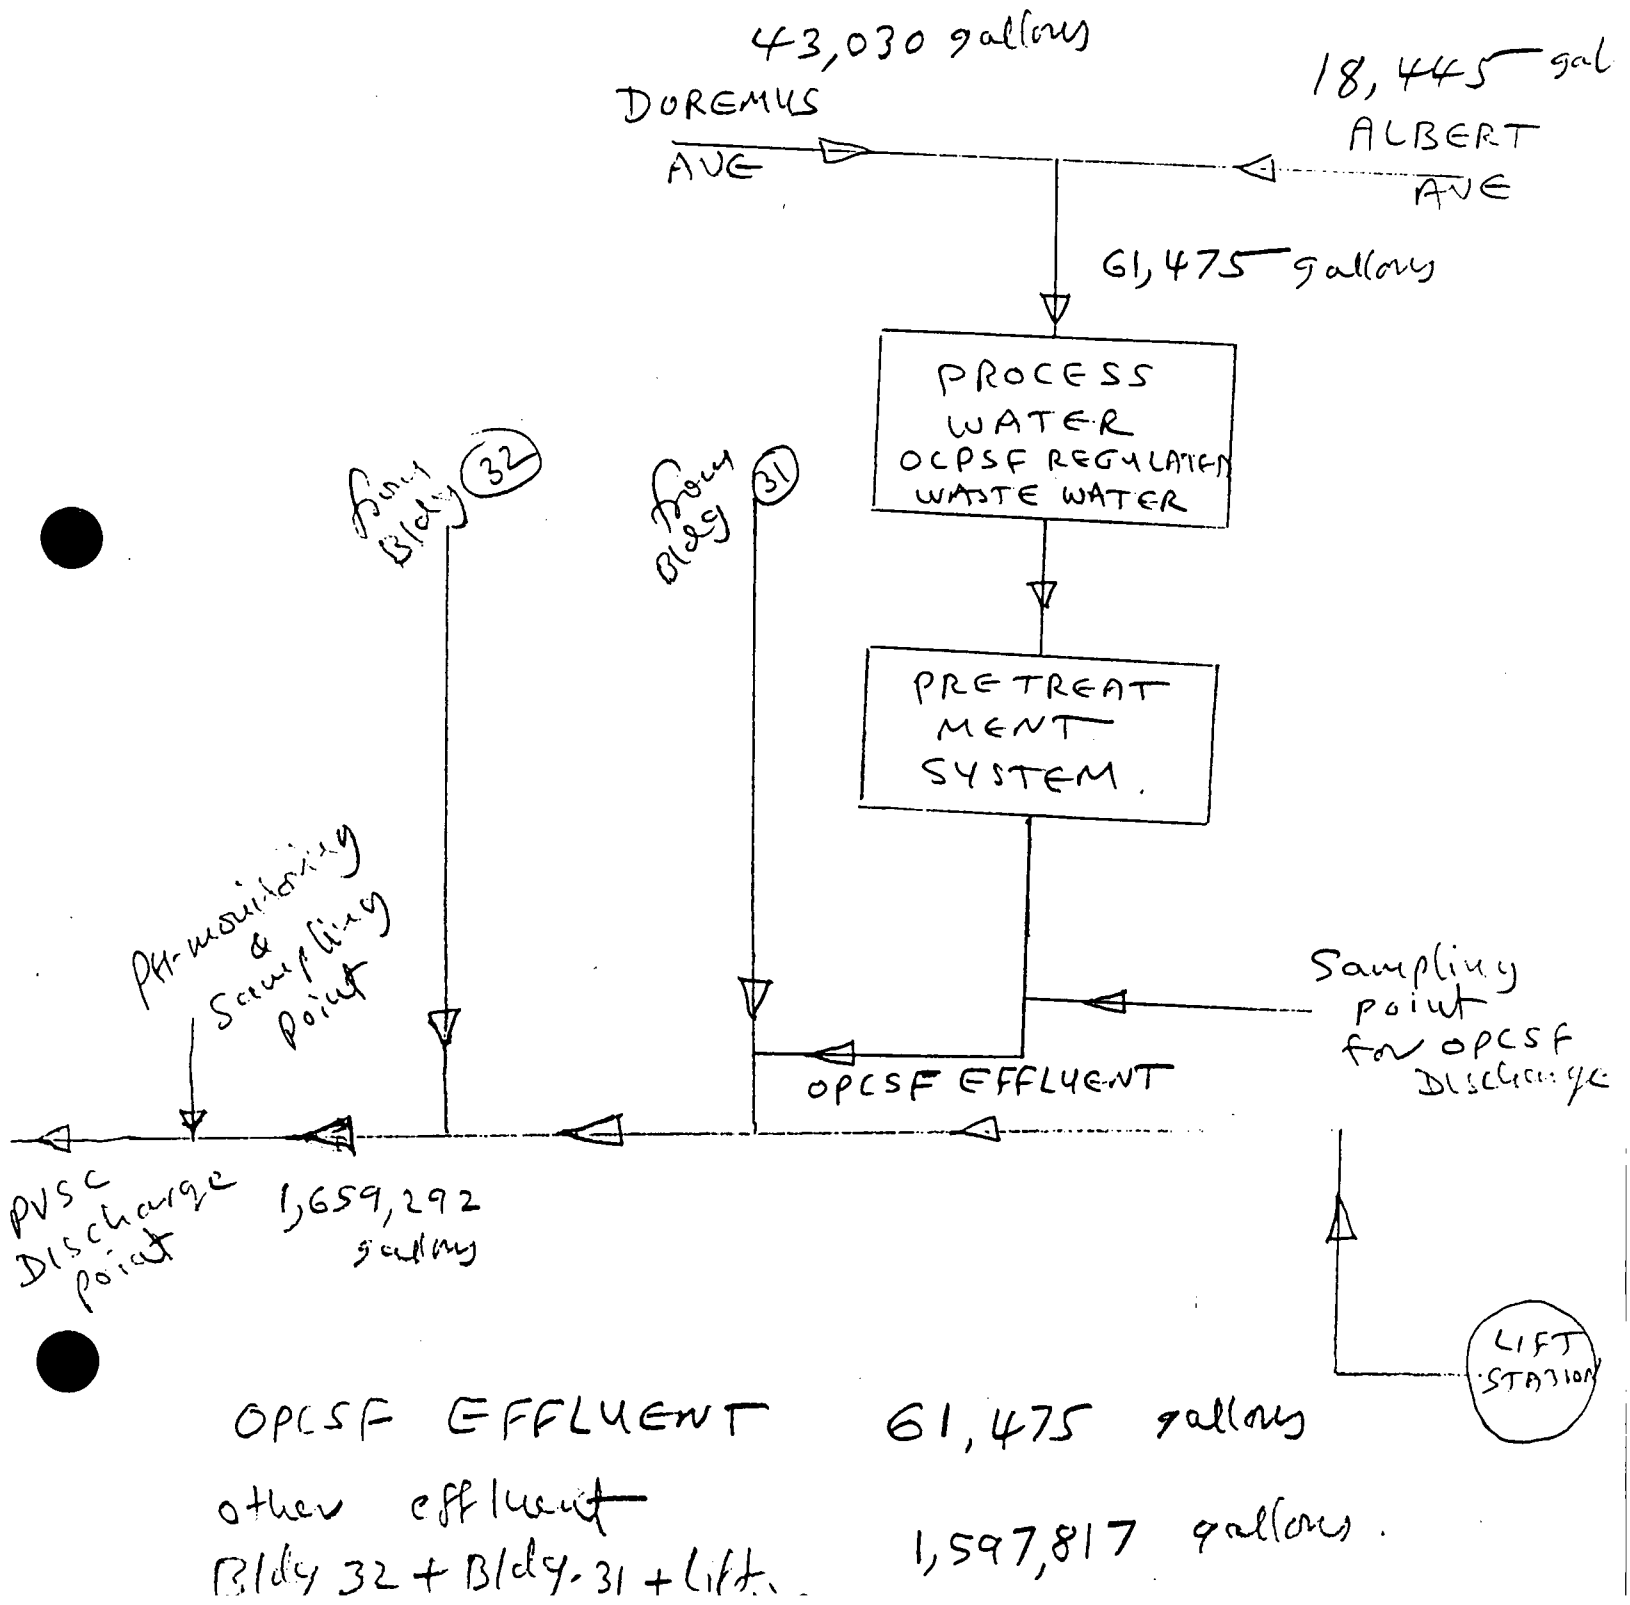 43,030 gallons
18,445 gal
DOREMUS
AVE
ALBERT
AVE
61,475 gallons
PROCESS
WATER
OCPSF REGULATED
WASTE WATER
from
Bldg 32
from
Bldg 31
PRETREAT
MENT
SYSTEM.
PH-monitoring
&
Sampling
point
Sampling
point
for OPCSF
DIScharge
OPCSF EFFLUENT
PVSC
DIScharge
point
1,659,292
gallons
LIFT
STATION
OPCSF EFFLUENT 61,475 gallons
other effluent
Bldg 32 + Bldg. 31 + lift. 1,597,817 gallons.